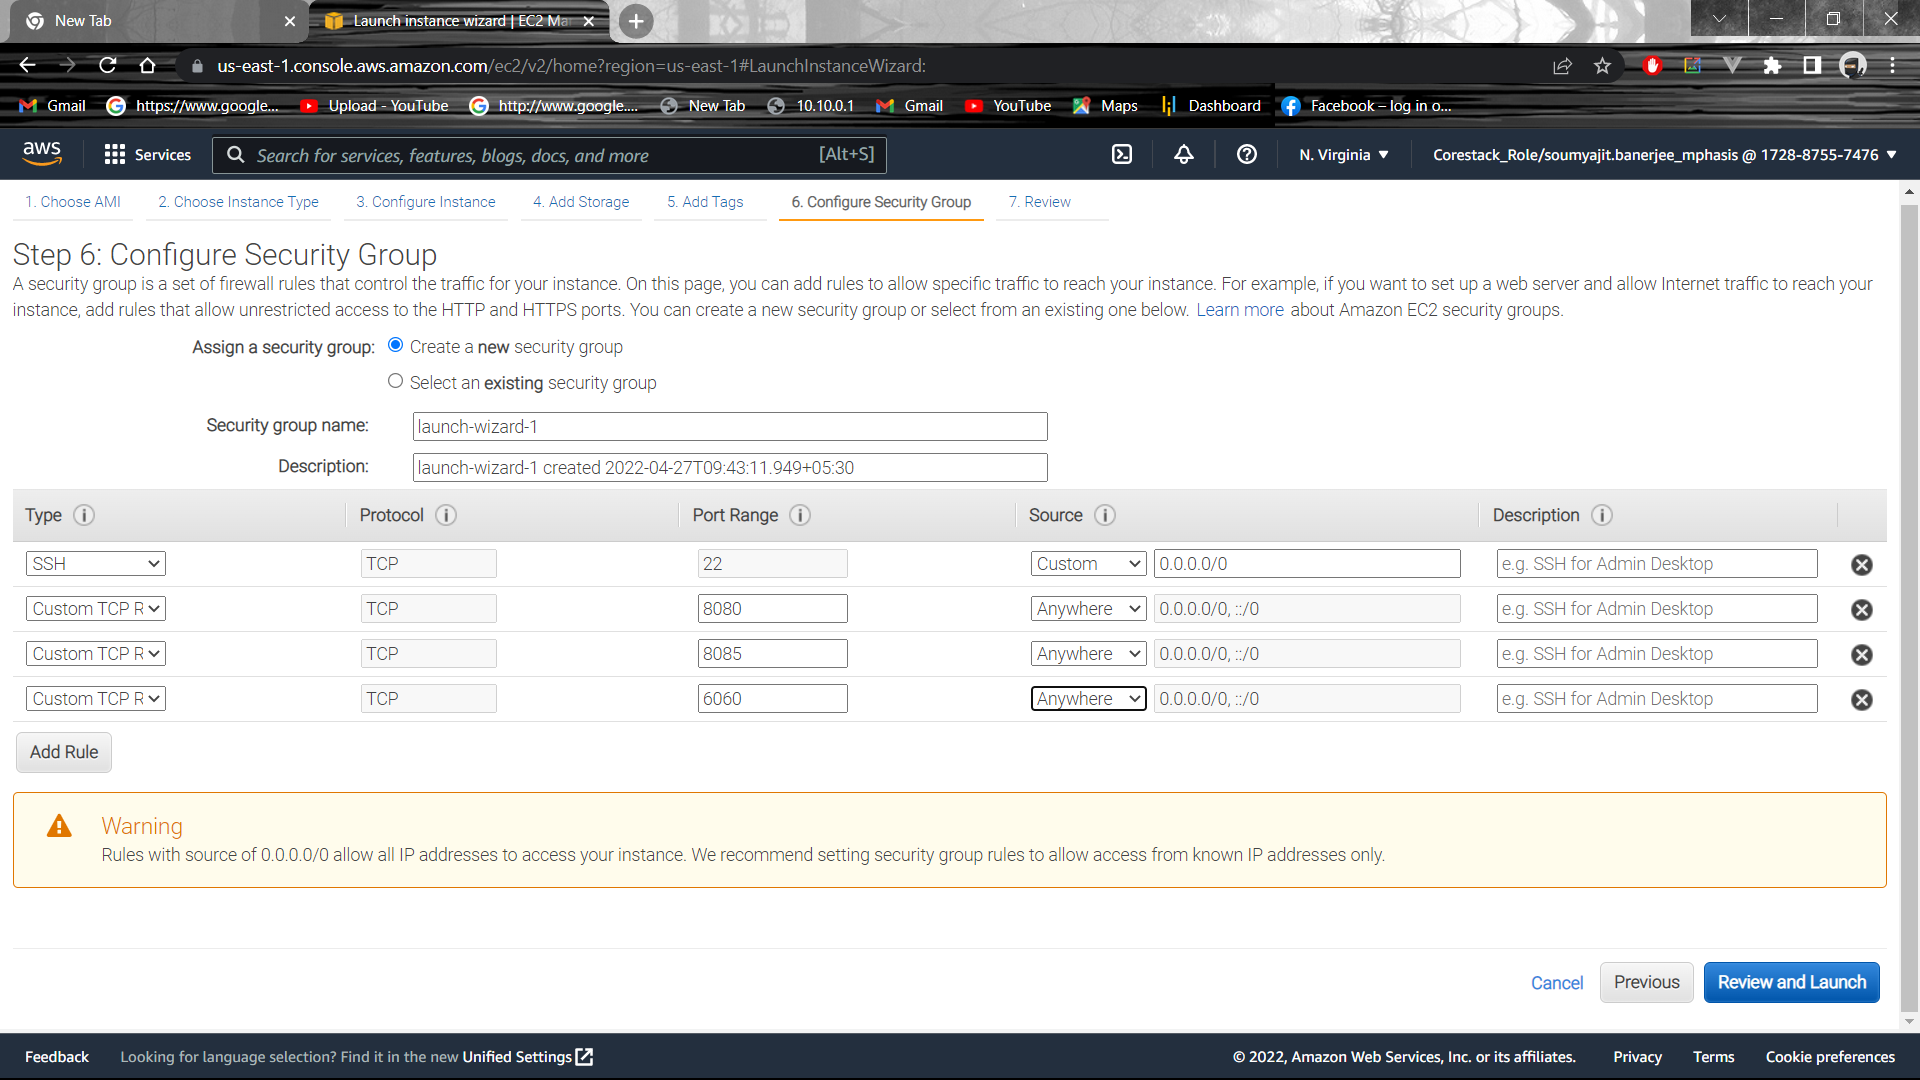 New Tab
Launch instance wizard | EC2 Ma
us-east-1.console.aws.amazon.com/ec2/v2/home?region=us-east-1#LaunchInstanceWizard:
Gmail https://www.google... Upload - YouTube http://www.google.... New Tab 10.10.0.1 Gmail YouTube Maps Dashboard Facebook – log in o...
aws Services Search for services, features, blogs, docs, and more [Alt+S] N. Virginia Corestack_Role/soumyajit.banerjee_mphasis @ 1728-8755-7476
1. Choose AMI 2. Choose Instance Type 3. Configure Instance 4. Add Storage 5. Add Tags 6. Configure Security Group 7. Review
Step 6: Configure Security Group
A security group is a set of firewall rules that control the traffic for your instance. On this page, you can add rules to allow specific traffic to reach your instance. For example, if you want to set up a web server and allow Internet traffic to reach your
instance, add rules that allow unrestricted access to the HTTP and HTTPS ports. You can create a new security group or select from an existing one below. Learn more about Amazon EC2 security groups.
Assign a security group: Create a new security group
Select an existing security group
Security group name: launch-wizard-1
Description: launch-wizard-1 created 2022-04-27T09:43:11.949+05:30
Type Protocol Port Range Source Description
SSH TCP 22 Custom 0.0.0.0/0 e.g. SSH for Admin Desktop
Custom TCP R TCP 8080 Anywhere 0.0.0.0/0, ::/0 e.g. SSH for Admin Desktop
Custom TCP R TCP 8085 Anywhere 0.0.0.0/0, ::/0 e.g. SSH for Admin Desktop
Custom TCP R TCP 6060 Anywhere 0.0.0.0/0, ::/0 e.g. SSH for Admin Desktop
Add Rule
Warning
Rules with source of 0.0.0.0/0 allow all IP addresses to access your instance. We recommend setting security group rules to allow access from known IP addresses only.
Cancel Previous Review and Launch
Feedback Looking for language selection? Find it in the new Unified Settings © 2022, Amazon Web Services, Inc. or its affiliates. Privacy Terms Cookie preferences